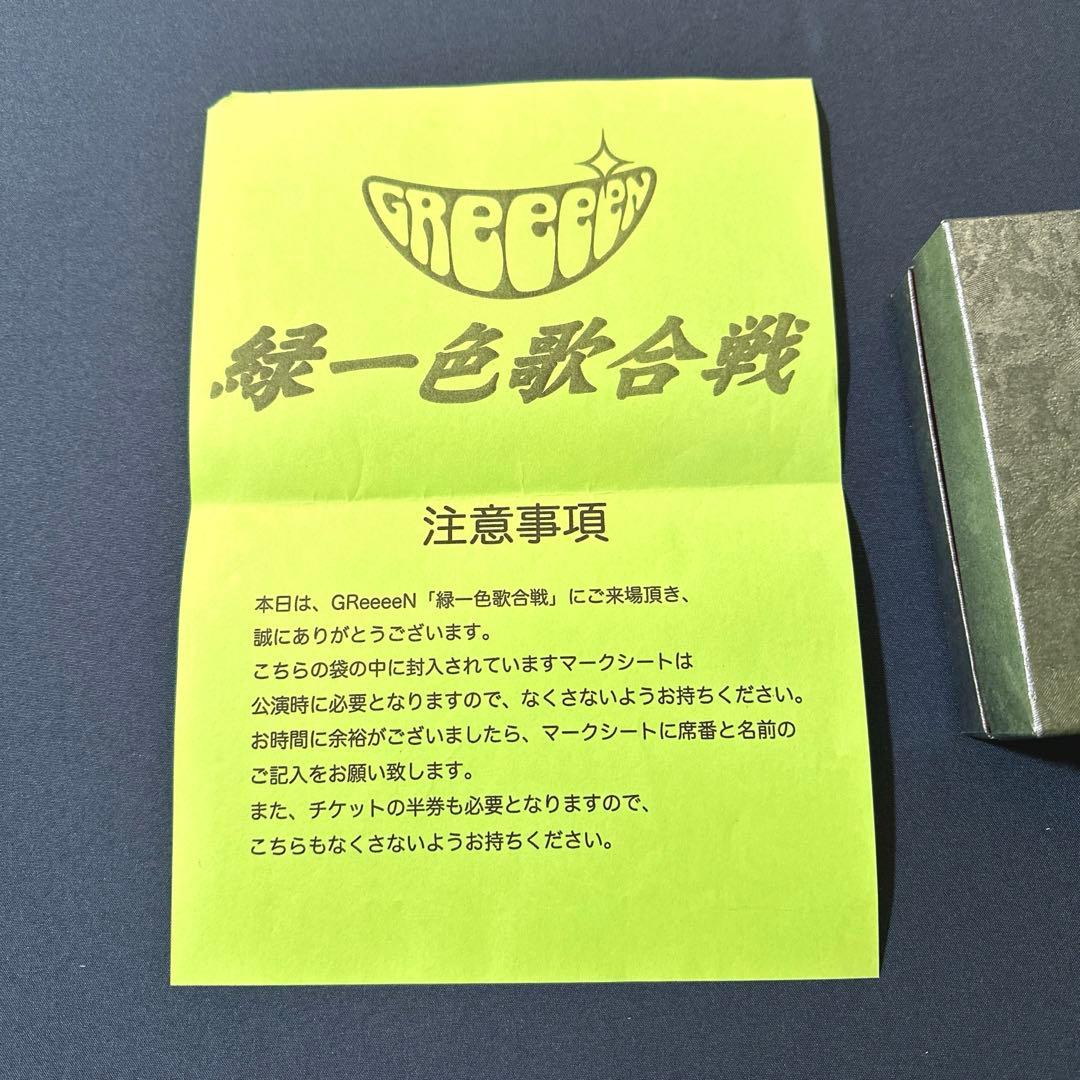 GReeeeN
緑一色歌合戦
注意事項
本日は、GReeeeN「緑一色歌合戦」にご来場頂き、
誠にありがとうございます。
こちらの袋の中に封入されていますマークシートは
公演時に必要となりますので、なくさないようお持ちください。
お時間に余裕がございましたら、マークシートに席番と名前の
ご記入をお願い致します。
また、チケットの半券も必要となりますので、
こちらもなくさないようお持ちください。